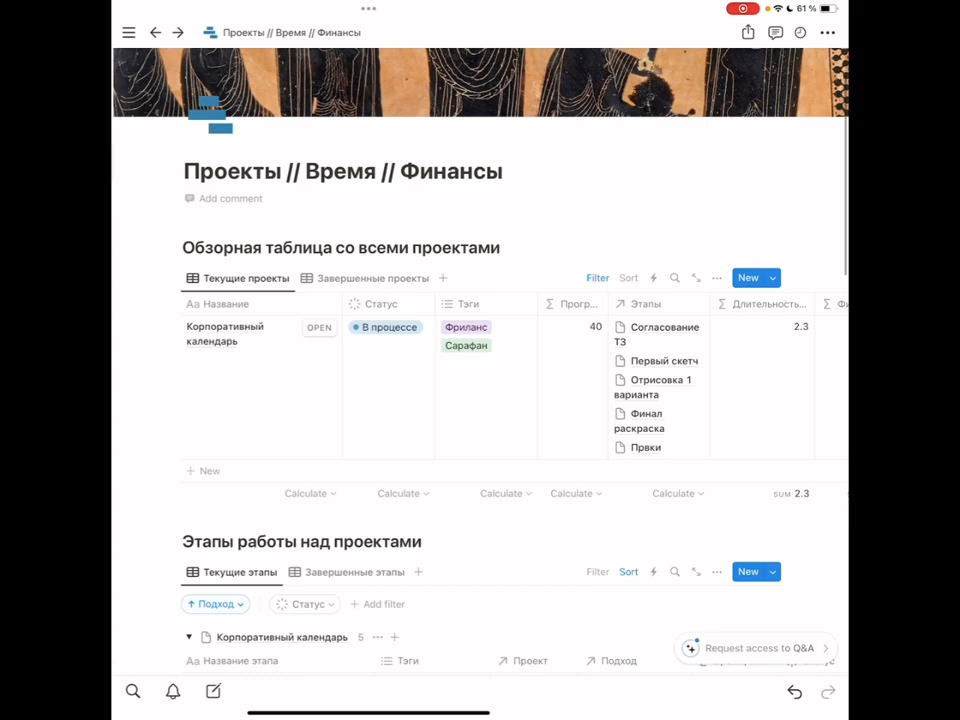 61 %
Проекты // Время // Финансы
Проекты // Время // Финансы
Add comment
Обзорная таблица со всеми проектами
Текущие проекты Завершенные проекты Filter Sort New
Aa Название Статус Тэги Прогр... Этапы Длительность...
Корпоративный календарь
OPEN
В процессе
Фриланс
Сарафан
40
Согласование ТЗ
Первый скетч
Отрисовка 1 варианта
Финал раскраска
Првки
2.3
New
Calculate Calculate Calculate Calculate Calculate SUM 2.3
Этапы работы над проектами
Текущие этапы Завершенные этапы Filter Sort New
Подход Статус Add filter
Корпоративный календарь 5
Request access to Q&A
Aa Название этапа Тэги Проект Подход